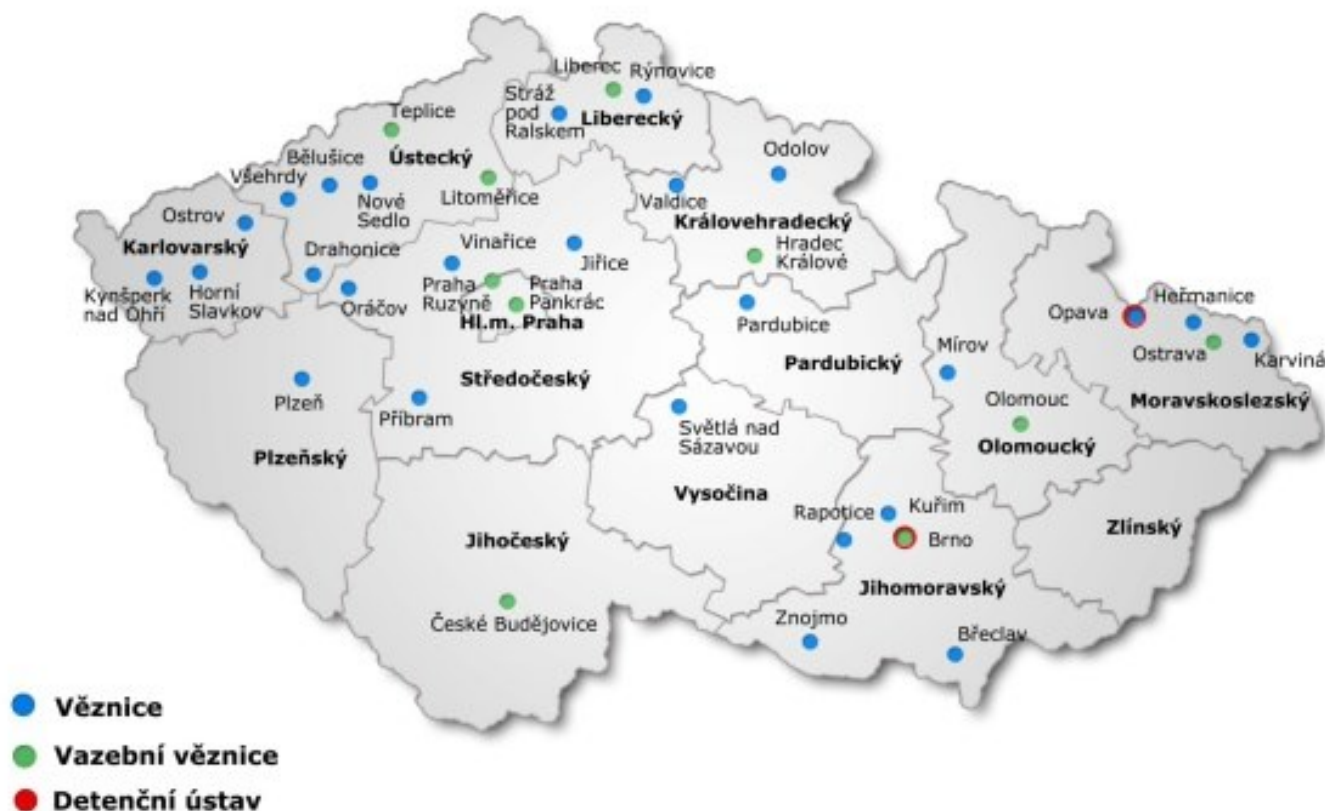 Liberec
Rýnovice
Stráž
pod
Ralskem
Liberecký
Teplice
Ústecký
Bělušice
Všehrdy
Nové
Sedlo
Litoměřice
Odolov
Valdice
Královehradecký
Hradec
Králové
Ostrov
Karlovarský
Kynšperk
nad Ohří
Horní
Slavkov
Drahonice
Oráčov
Vinařice
Jiřice
Praha
Ruzyně
Praha
Pankrác
Hl.m. Praha
Středočeský
Příbram
Plzeň
Plzeňský
Pardubice
Pardubický
Mírov
Opava
Heřmanice
Ostrava
Karviná
Moravskoslezský
Olomouc
Olomoucký
Světlá nad
Sázavou
Vysočina
Rapotice
Kuřim
Brno
Zlínský
Jihočeský
České Budějovice
Jihomoravský
Znojmo
Břeclav
Věznice
Vazební věznice
Detenční ústav